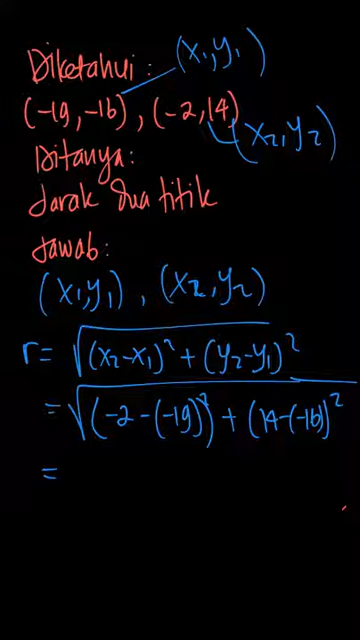 Diketahui: (x₁,y₁)
(-19,-16), (-2,14)
(x₂,y₂)
Ditanya:
Jarak dua titik
Jawab:
(x₁,y₁), (x₂,y₂)
r = √(x₂-x₁)² + (y₂-y₁)²
= √(-2-(-19))² + (14-(-16))²
=